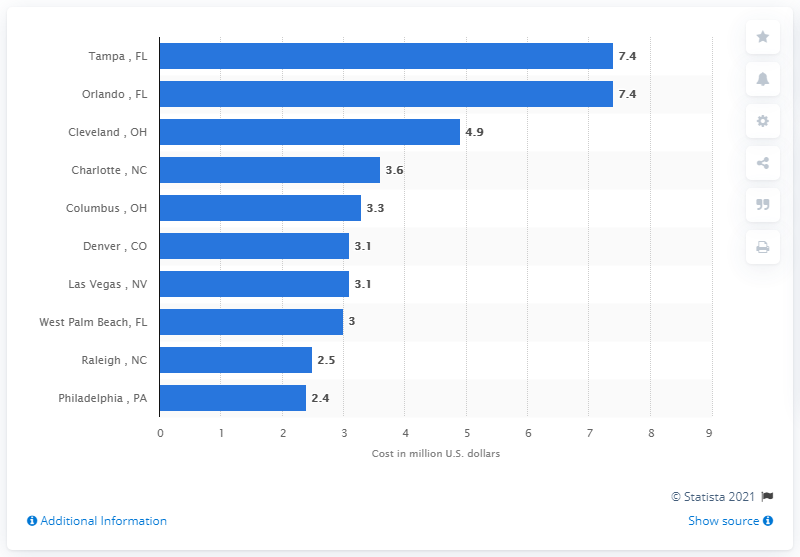 Tampa , FL 7.4
Orlando , FL 7.4
Cleveland , OH 4.9
Charlotte , NC 3.6
Columbus , OH 3.3
Denver , CO 3.1
Las Vegas , NV 3.1
West Palm Beach, FL 3
Raleigh , NC 2.5
Philadelphia , PA 2.4
0 1 2 3 4 5 6 7 8 9
Cost in million U.S. dollars
© Statista 2021
Additional Information Show source